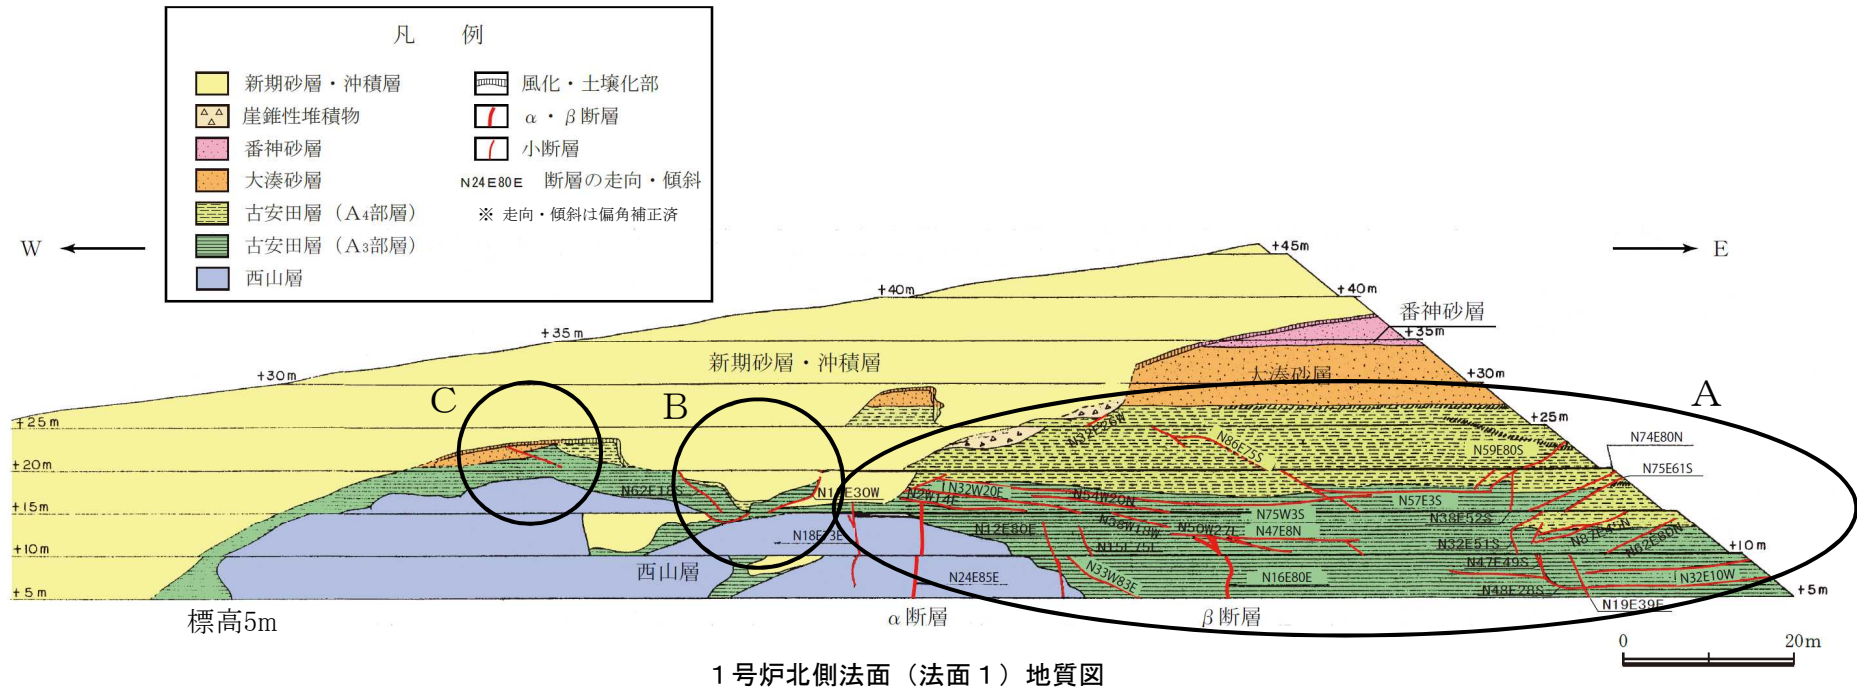 凡 例
新期砂層・沖積層
崖錐性堆積物
番神砂層
大湊砂層
古安田層（A₄部層）
古安田層（A₃部層）
西山層
風化・土壌化部
α・β断層
小断層
N24E80E 断層の走向・傾斜
※ 走向・傾斜は偏角補正済
W
E
+45m
+40m
+40m
番神砂層
+35m
+35m
新期砂層・沖積層
+30m
大湊砂層
+30m
C
B
A
+25m
+25m
N86E75S
N59E80S
N74E80N
N75E61S
+20m
N32W20E
N54W20N
N57E3S
N2W14E
N75W3S
N38E52S
+15m
N12E80E
N50W27E
N47E8N
N18E73E
N32E51S
N62E80N
+10m
+10m
西山層
N33W83E
N47E49S
N24E85E
N16E80E
N32E10W
N48E28S
+5m
+5m
N19E39E
標高5m
α断層
β断層
0 20m
1号炉北側法面（法面1）地質図